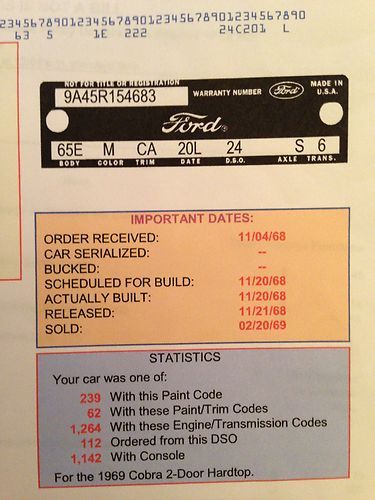 23456789012345678901234567890123456789 0
63 S 1E 222 24C201 L
NOT FOR TITLE OR REGISTRATION
9A45R154683
WARRANTY NUMBER
Ford
MADE IN
U.S.A.
Ford
65E M CA 20L 24 S 6
BODY COLOR TRIM DATE D.S.O. AXLE TRANS.
IMPORTANT DATES:
ORDER RECEIVED: 11/04/68
CAR SERIALIZED: --
BUCKED: --
SCHEDULED FOR BUILD: 11/20/68
ACTUALLY BUILT: 11/20/68
RELEASED: 11/21/68
SOLD: 02/20/69
STATISTICS
Your car was one of:
239 With this Paint Code
62 With these Paint/Trim Codes
1,264 With these Engine/Transmission Codes
112 Ordered from this DSO
1,142 With Console
For the 1969 Cobra 2-Door Hardtop.